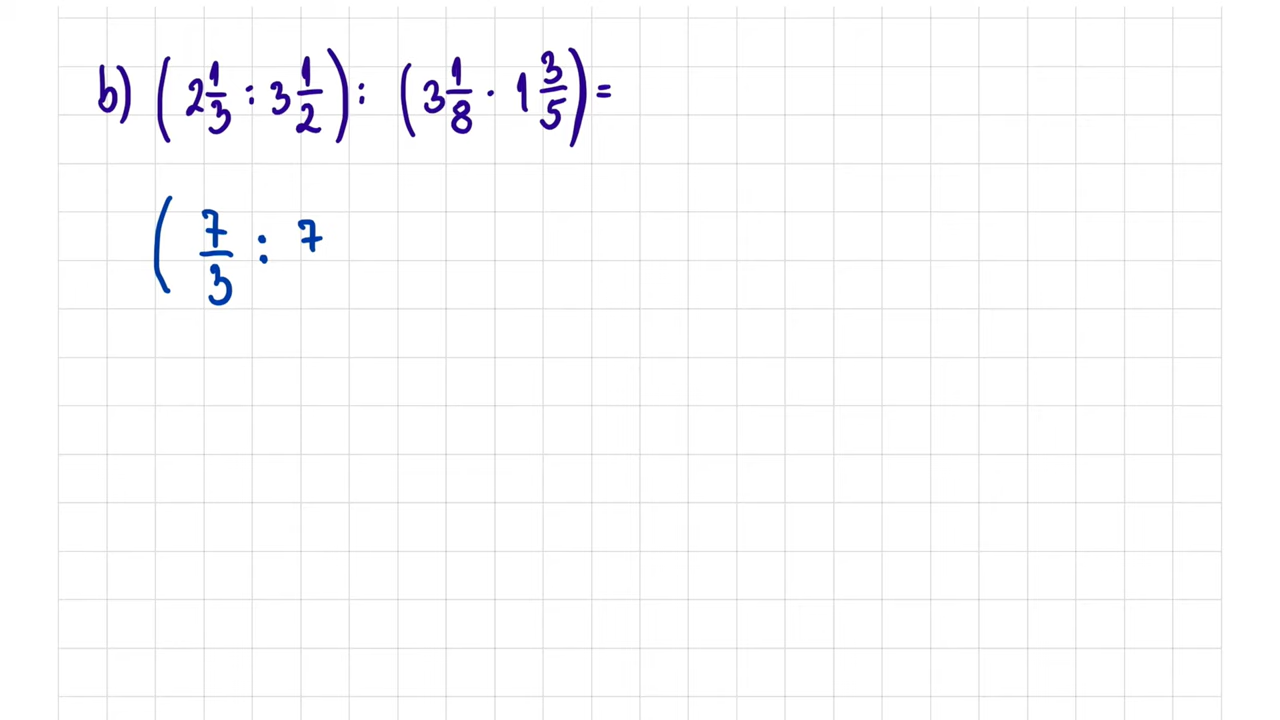 b) (2 1/3 : 3 1/2) : (3 1/8 · 1 3/5) =
( 7/3 : 7